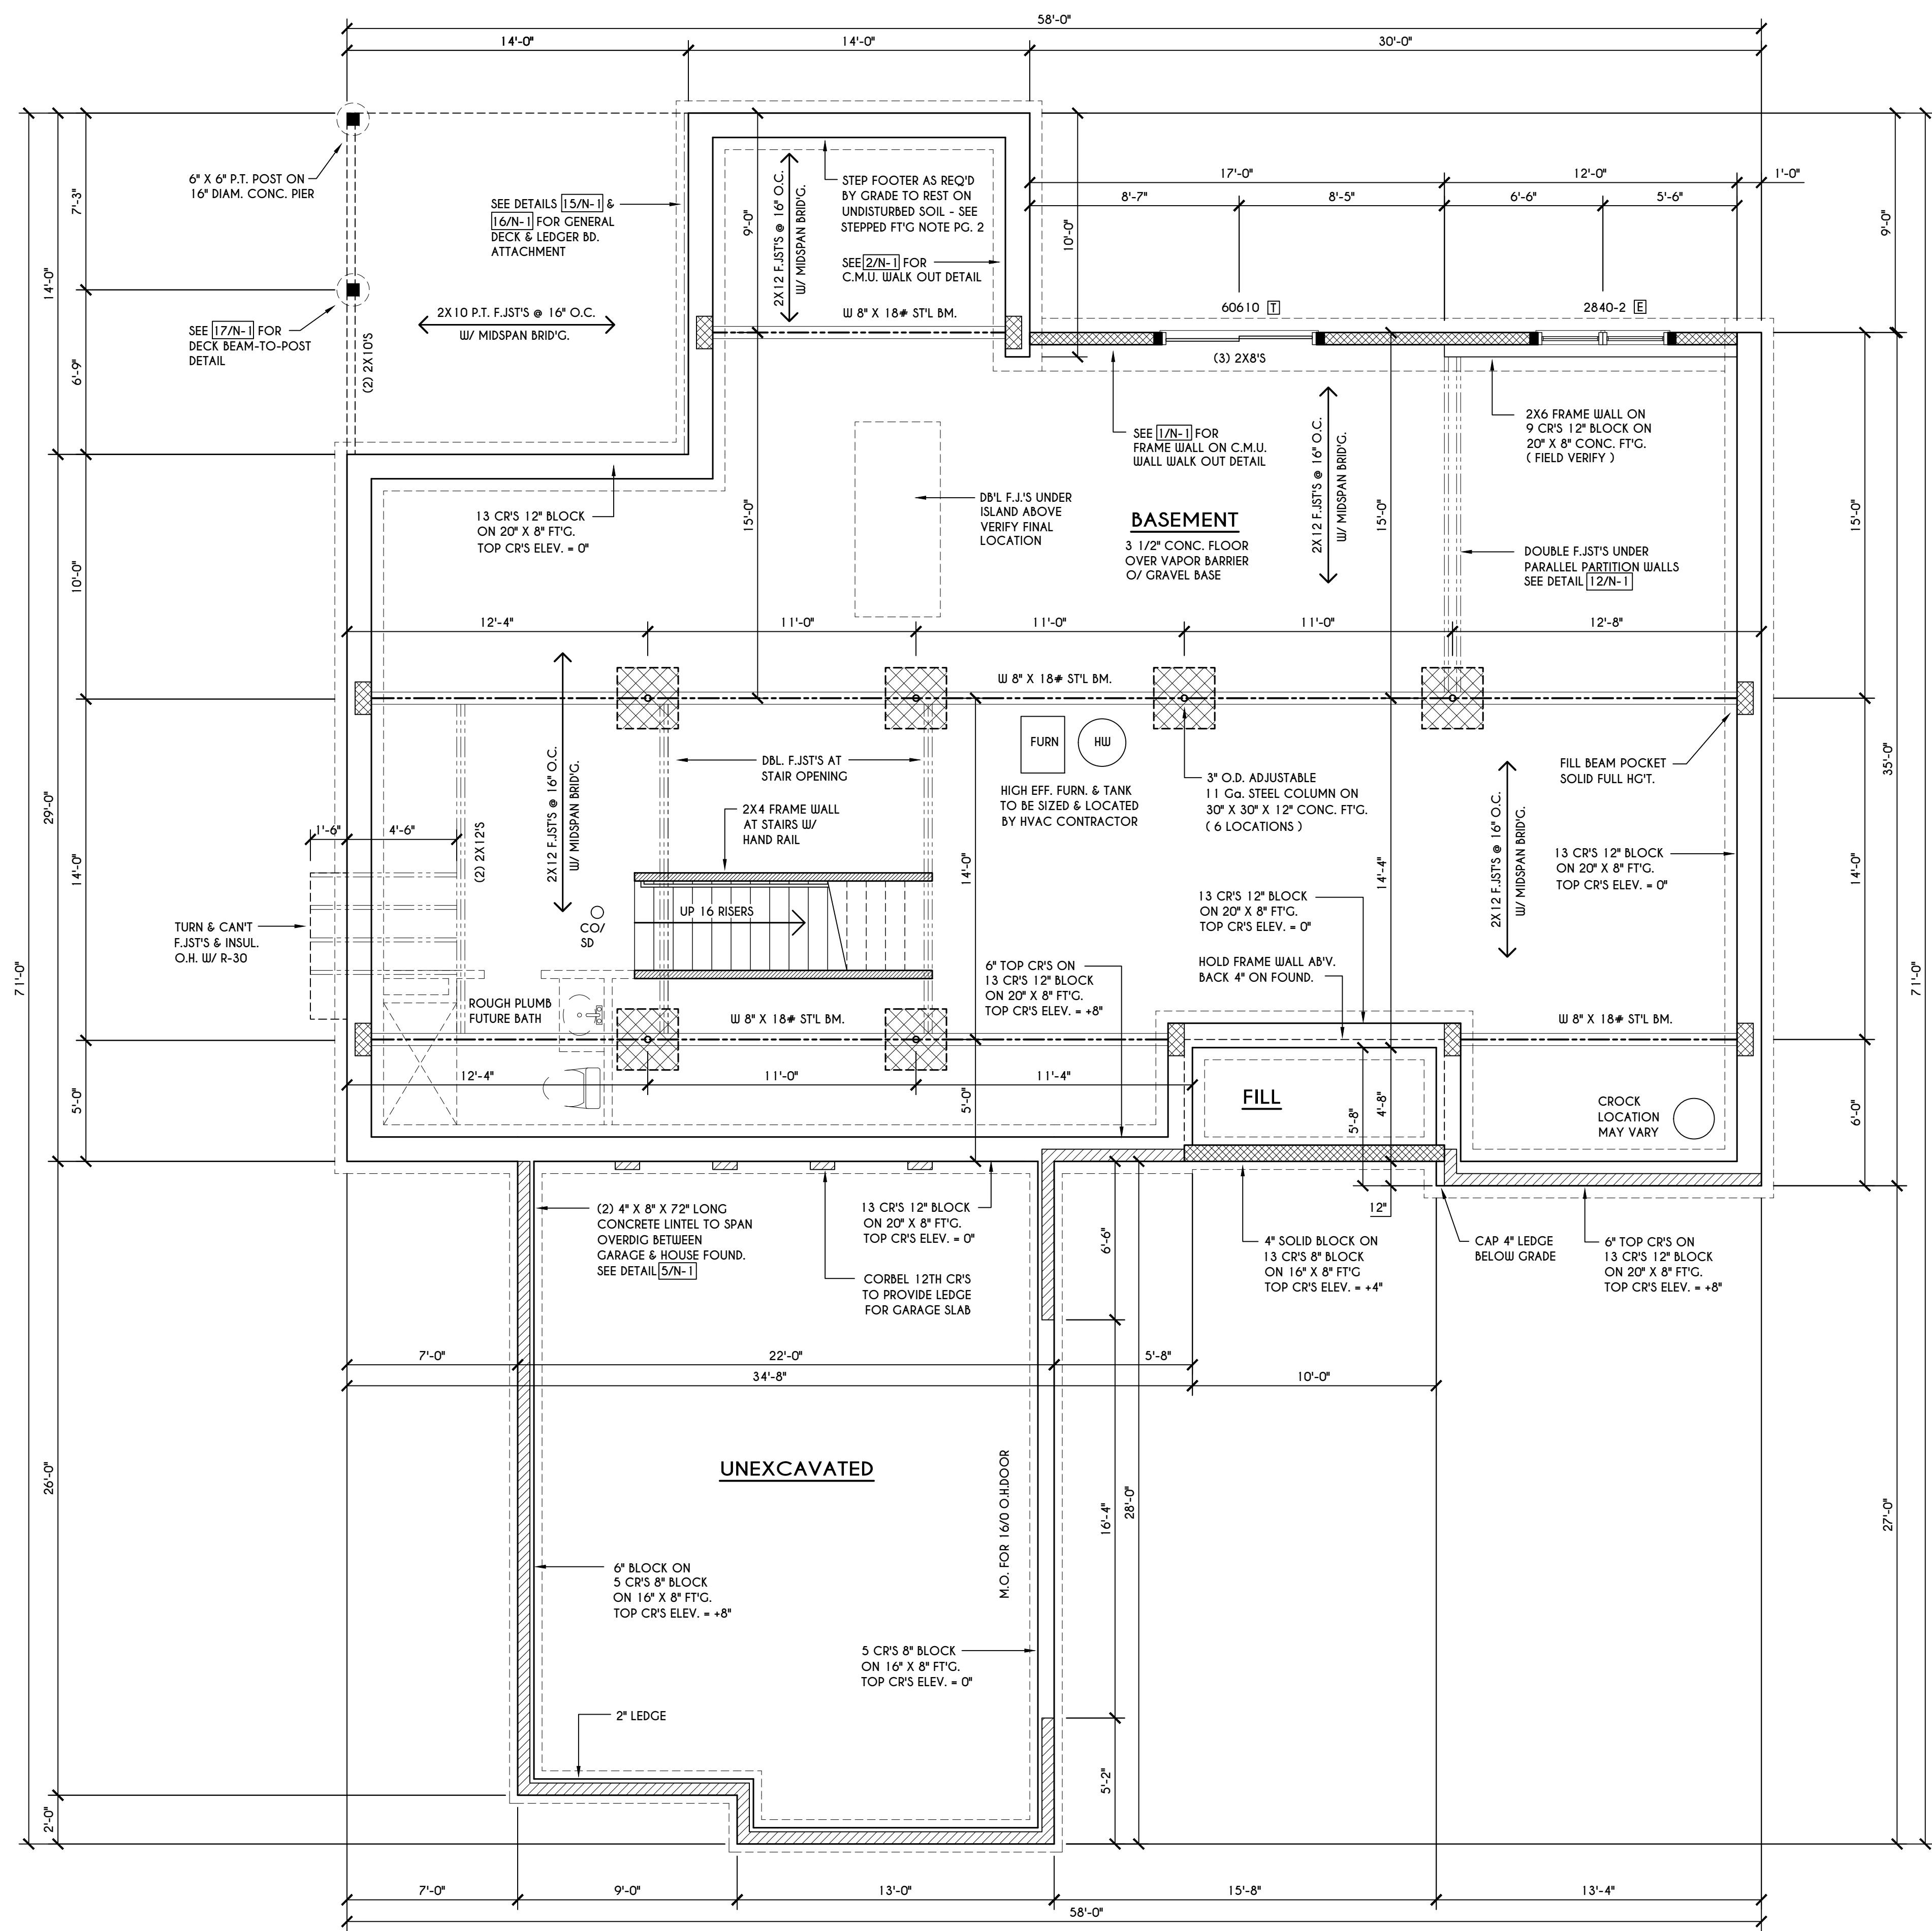 58'-0"
14'-0"
14'-0"
30'-0"
6" X 6" P.T. POST ON
16" DIAM. CONC. PIER
7'-3"
14'-0"
6'-9"
SEE 17/N-1 FOR
DECK BEAM-TO-POST
DETAIL
(2) 2X10'S
SEE DETAILS 15/N-1 &
16/N-1 FOR GENERAL
DECK & LEDGER BD.
ATTACHMENT
2X10 P.T. F.JST'S @ 16" O.C.
W/ MIDSPAN BRID'G.
9'-0"
2X12 F.JST'S @ 16" O.C.
W/ MIDSPAN BRID'G.
STEP FOOTER AS REQ'D
BY GRADE TO REST ON
UNDISTURBED SOIL - SEE
STEPPED FT'G NOTE PG. 2
SEE 2/N-1 FOR
C.M.U. WALK OUT DETAIL
W 8" X 18# ST'L BM.
10'-0"
17'-0"
12'-0"
1'-0"
8'-7"
8'-5"
6'-6"
5'-6"
9'-0"
60610 T
2840-2 E
(3) 2X8'S
SEE 1/N-1 FOR
FRAME WALL ON C.M.U.
WALL WALK OUT DETAIL
2X6 FRAME WALL ON
9 CR'S 12" BLOCK ON
20" X 8" CONC. FT'G.
( FIELD VERIFY )
2X12 F.JST'S @ 16" O.C.
W/ MIDSPAN BRID'G.
15'-0"
15'-0"
15'-0"
13 CR'S 12" BLOCK
ON 20" X 8" FT'G.
TOP CR'S ELEV. = 0"
DB'L F.J.'S UNDER
ISLAND ABOVE
VERIFY FINAL
LOCATION
BASEMENT
3 1/2" CONC. FLOOR
OVER VAPOR BARRIER
O/ GRAVEL BASE
DOUBLE F.JST'S UNDER
PARALLEL PARTITION WALLS
SEE DETAIL 12/N-1
10'-0"
12'-4"
11'-0"
11'-0"
11'-0"
12'-8"
W 8" X 18# ST'L BM.
71'-0"
29'-0"
14'-0"
1'-6"
4'-6"
(2) 2X12'S
2X12 F.JST'S @ 16" O.C.
W/ MIDSPAN BRID'G.
DBL. F.JST'S AT
STAIR OPENING
2X4 FRAME WALL
AT STAIRS W/
HAND RAIL
FURN
HW
HIGH EFF. FURN. & TANK
TO BE SIZED & LOCATED
BY HVAC CONTRACTOR
3" O.D. ADJUSTABLE
11 Ga. STEEL COLUMN ON
30" X 30" X 12" CONC. FT'G.
( 6 LOCATIONS )
FILL BEAM POCKET
SOLID FULL HG'T.
35'-0"
14'-0"
14'-0"
14'-4"
2X12 F.JST'S @ 16" O.C.
W/ MIDSPAN BRID'G.
13 CR'S 12" BLOCK
ON 20" X 8" FT'G.
TOP CR'S ELEV. = 0"
13 CR'S 12" BLOCK
ON 20" X 8" FT'G.
TOP CR'S ELEV. = 0"
TURN & CAN'T
F.JST'S & INSUL.
O.H. W/ R-30
CO/
SD
UP 16 RISERS
6" TOP CR'S ON
13 CR'S 12" BLOCK
ON 20" X 8" FT'G.
TOP CR'S ELEV. = +8"
HOLD FRAME WALL AB'V.
BACK 4" ON FOUND.
71'-0"
ROUGH PLUMB
FUTURE BATH
W 8" X 18# ST'L BM.
W 8" X 18# ST'L BM.
12'-4"
11'-0"
11'-4"
5'-0"
5'-0"
FILL
5'-8"
4'-8"
CROCK
LOCATION
MAY VARY
6'-0"
12"
(2) 4" X 8" X 72" LONG
CONCRETE LINTEL TO SPAN
OVERDIG BETWEEN
GARAGE & HOUSE FOUND.
SEE DETAIL 5/N-1
13 CR'S 12" BLOCK
ON 20" X 8" FT'G.
TOP CR'S ELEV. = 0"
CORBEL 12TH CR'S
TO PROVIDE LEDGE
FOR GARAGE SLAB
6'-6"
4" SOLID BLOCK ON
13 CR'S 8" BLOCK
ON 16" X 8" FT'G
TOP CR'S ELEV. = +4"
CAP 4" LEDGE
BELOW GRADE
6" TOP CR'S ON
13 CR'S 12" BLOCK
ON 20" X 8" FT'G.
TOP CR'S ELEV. = +8"
7'-0"
22'-0"
5'-8"
34'-8"
10'-0"
26'-0"
UNEXCAVATED
M.O. FOR 16/0 O.H.DOOR
16'-4"
28'-0"
27'-0"
6" BLOCK ON
5 CR'S 8" BLOCK
ON 16" X 8" FT'G.
TOP CR'S ELEV. = +8"
5 CR'S 8" BLOCK
ON 16" X 8" FT'G.
TOP CR'S ELEV. = 0"
2" LEDGE
5'-2"
2'-0"
7'-0"
9'-0"
13'-0"
15'-8"
13'-4"
58'-0"